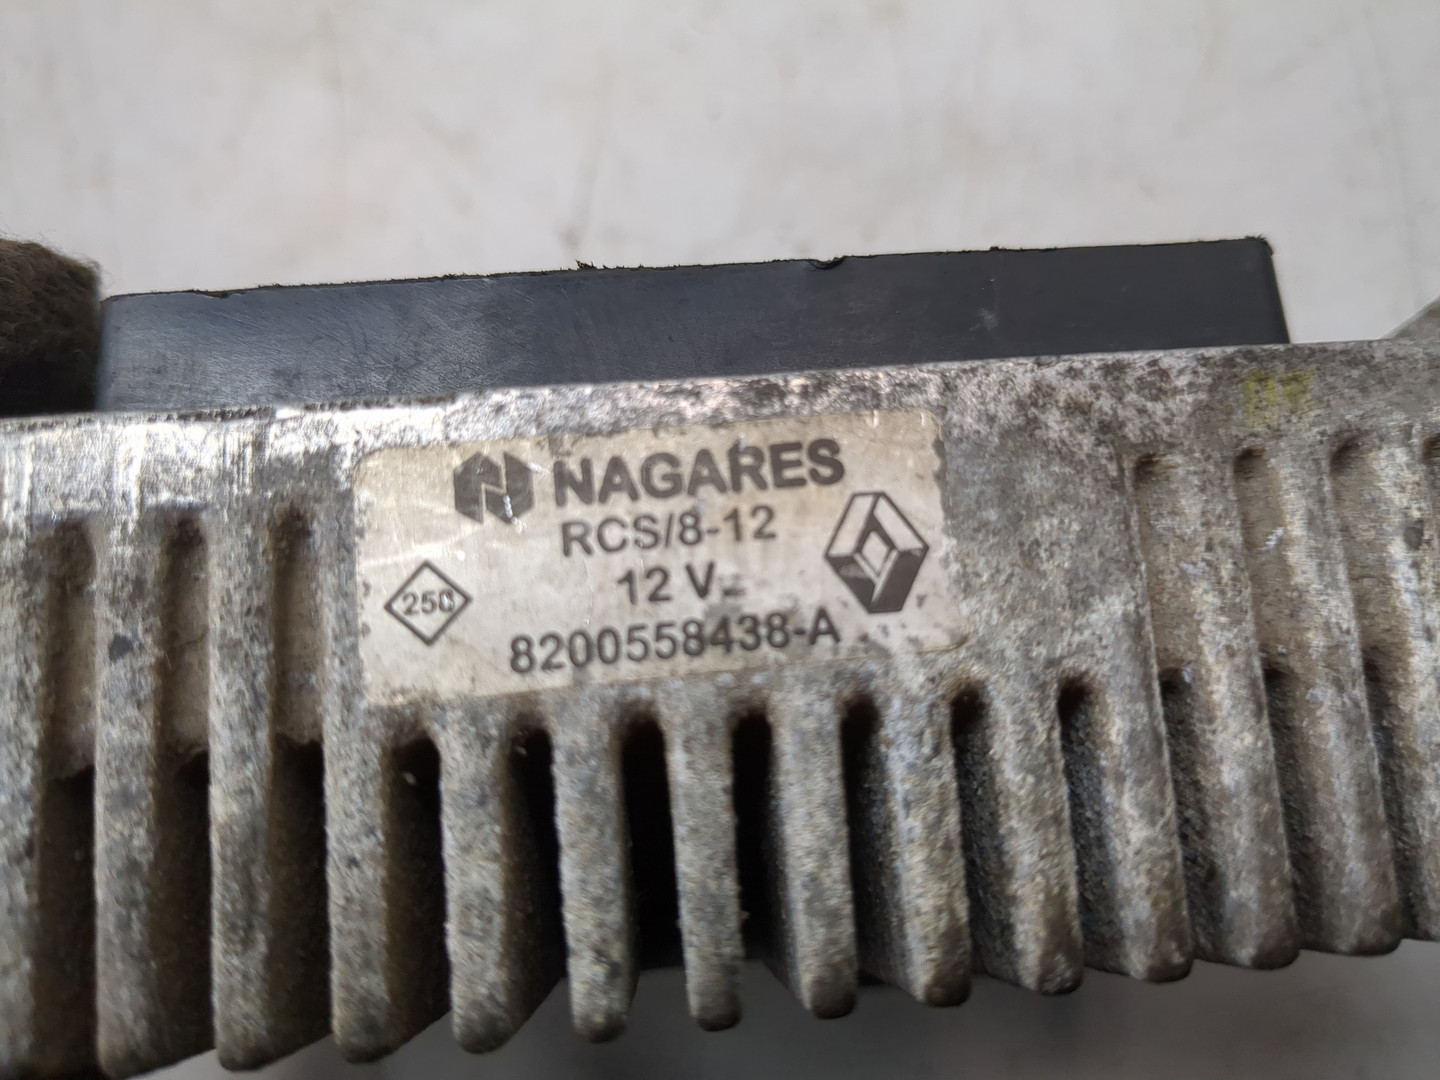 NAGARES
RCS/8-12
12 V
250
8200558438-A